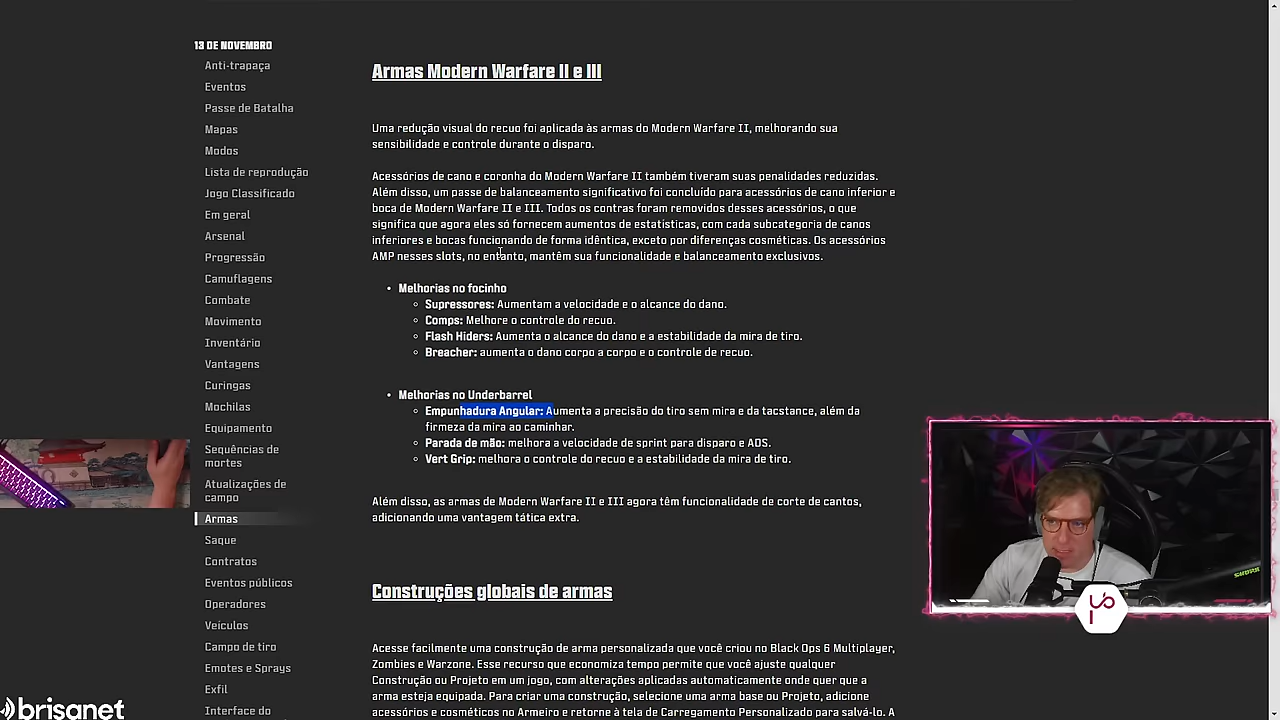 13 DE NOVEMBRO
Anti-trapaça
Eventos
Passe de Batalha
Mapas
Modos
Lista de reprodução
Jogo Classificado
Em geral
Arsenal
Progressão
Camuflagens
Combate
Movimento
Inventário
Vantagens
Curingas
Mochilas
Equipamento
Sequências de
mortes
Atualizações de
campo
Armas
Saque
Contratos
Eventos públicos
Operadores
Veículos
Campo de tiro
Emotes e Sprays
Exfil
Interface do
Armas Modern Warfare II e III
Uma redução visual do recuo foi aplicada às armas do Modern Warfare II, melhorando sua
sensibilidade e controle durante o disparo.
Acessórios de cano e coronha do Modern Warfare II também tiveram suas penalidades reduzidas.
Além disso, um passe de balanceamento significativo foi concluído para acessórios de cano inferior e
boca de Modern Warfare II e III. Todos os contras foram removidos desses acessórios, o que
significa que agora eles só fornecem aumentos de estatísticas, com cada subcategoria de canos
inferiores e bocas funcionando de forma idêntica, exceto por diferenças cosméticas. Os acessórios
AMP nesses slots, no entanto, mantêm sua funcionalidade e balanceamento exclusivos.
• Melhorias no focinho
◦ Supressores: Aumentam a velocidade e o alcance do dano.
◦ Comps: Melhore o controle do recuo.
◦ Flash Hiders: Aumenta o alcance do dano e a estabilidade da mira de tiro.
◦ Breacher: aumenta o dano corpo a corpo e o controle de recuo.
• Melhorias no Underbarrel
◦ Empunhadura Angular: Aumenta a precisão do tiro sem mira e da tacstance, além da
firmeza da mira ao caminhar.
◦ Parada de mão: melhora a velocidade de sprint para disparo e ADS.
◦ Vert Grip: melhora o controle do recuo e a estabilidade da mira de tiro.
Além disso, as armas de Modern Warfare II e III agora têm funcionalidade de corte de cantos,
adicionando uma vantagem tática extra.
Construções globais de armas
Acesse facilmente uma construção de arma personalizada que você criou no Black Ops 6 Multiplayer,
Zombies e Warzone. Esse recurso que economiza tempo permite que você ajuste qualquer
Construção ou Projeto em um jogo, com alterações aplicadas automaticamente onde quer que a
arma esteja equipada. Para criar uma construção, selecione uma arma base ou Projeto, adicione
acessórios e cosméticos no Armeiro e retorne à tela de Carregamento Personalizado para salvá-lo. A
SHURE
brisanet